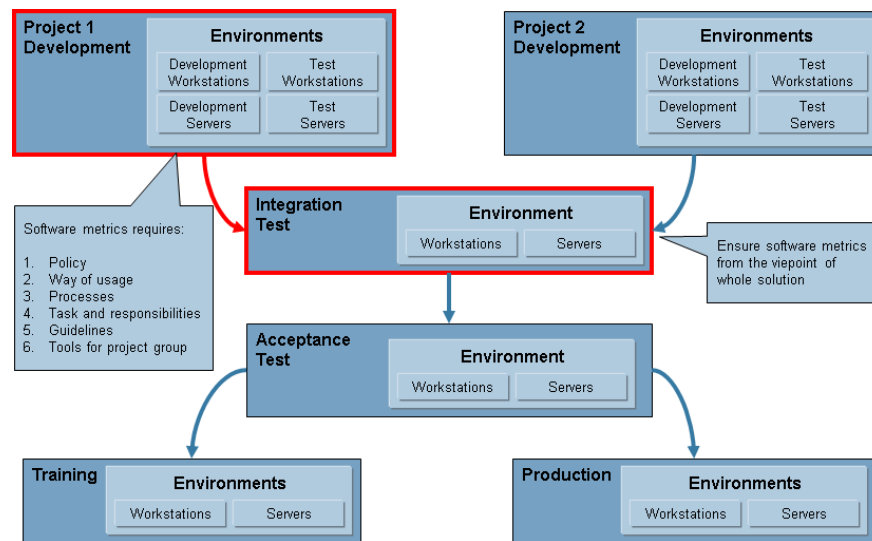 Project 1
Development
Environments
Development
Workstations
Test
Workstations
Development
Servers
Test
Servers
Project 2
Development
Environments
Development
Workstations
Test
Workstations
Development
Servers
Test
Servers
Software metrics requires:
1. Policy
2. Way of usage
3. Processes
4. Task and responsibilities
5. Guidelines
6. Tools for project group
Integration
Test
Environment
Workstations
Servers
Ensure software metrics
from the viepoint of
whole solution
Acceptance
Test
Environment
Workstations
Servers
Training
Environments
Workstations
Servers
Production
Environments
Workstations
Servers